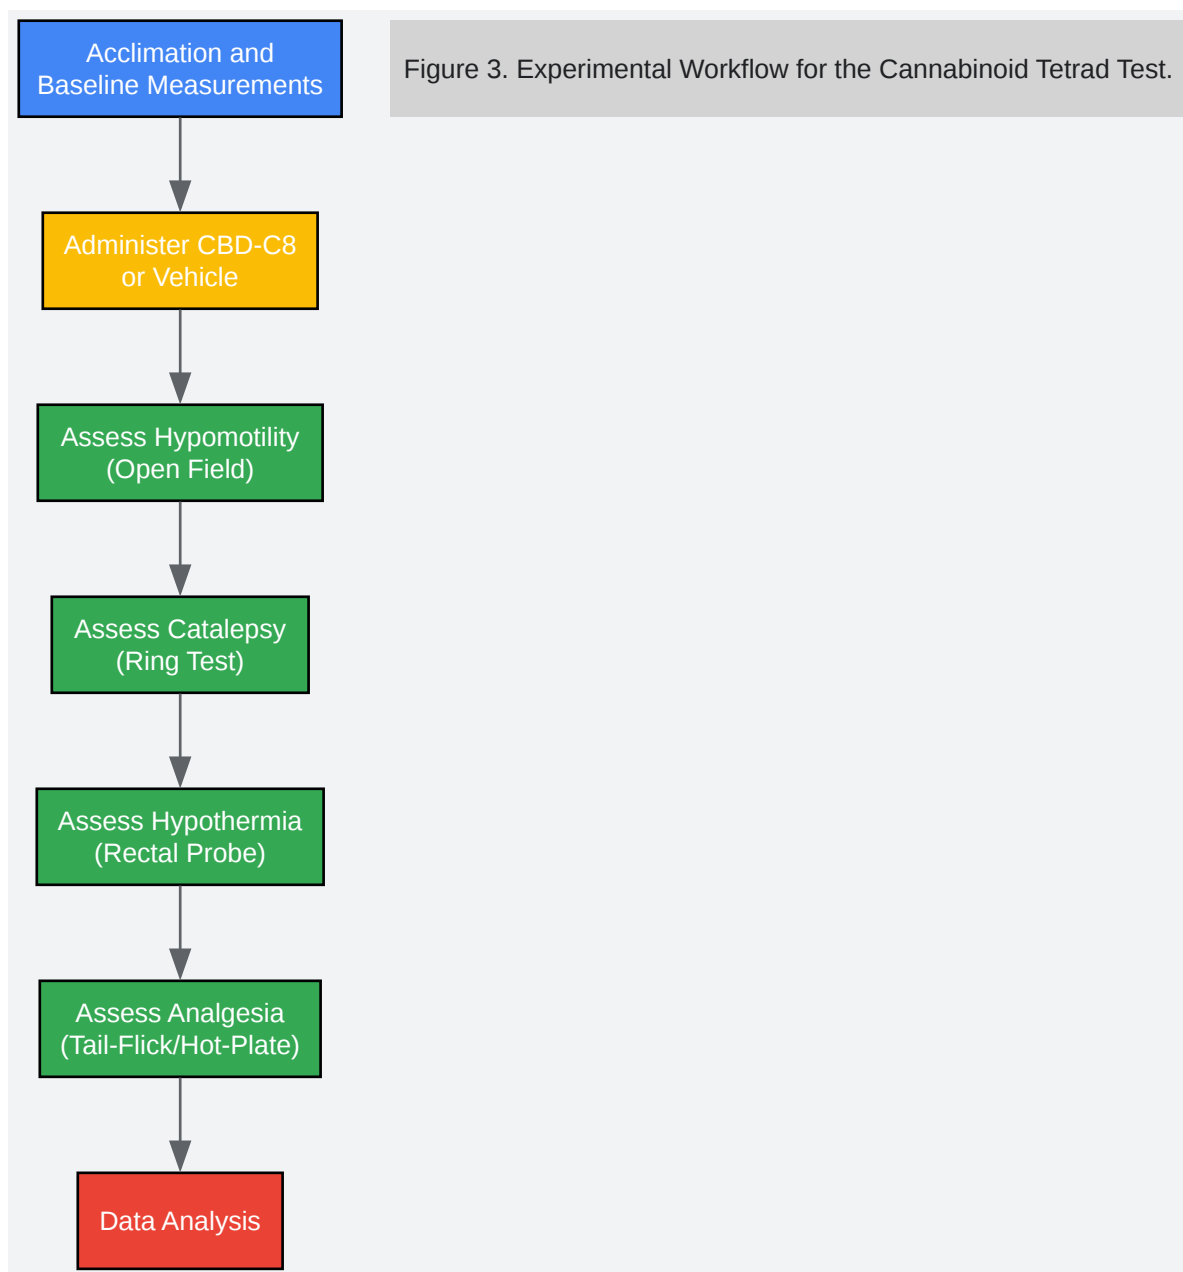 Acclimation and
Baseline Measurements
Figure 3. Experimental Workflow for the Cannabinoid Tetrad Test.
Administer CBD-C8
or Vehicle
Assess Hypomotility
(Open Field)
Assess Catalepsy
(Ring Test)
Assess Hypothermia
(Rectal Probe)
Assess Analgesia
(Tail-Flick/Hot-Plate)
Data Analysis